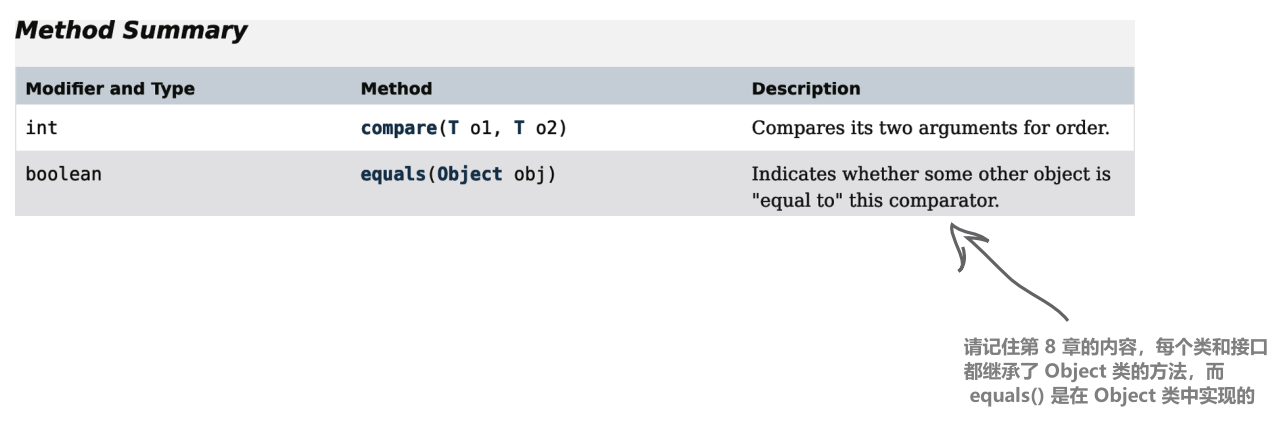 Method Summary
Modifier and Type Method Description
int compare(T o1, T o2) Compares its two arguments for order.
boolean equals(Object obj) Indicates whether some other object is
"equal to" this comparator.
请记住第 8 章的内容，每个类和接口
都继承了 Object 类的方法，而
equals() 是在 Object 类中实现的